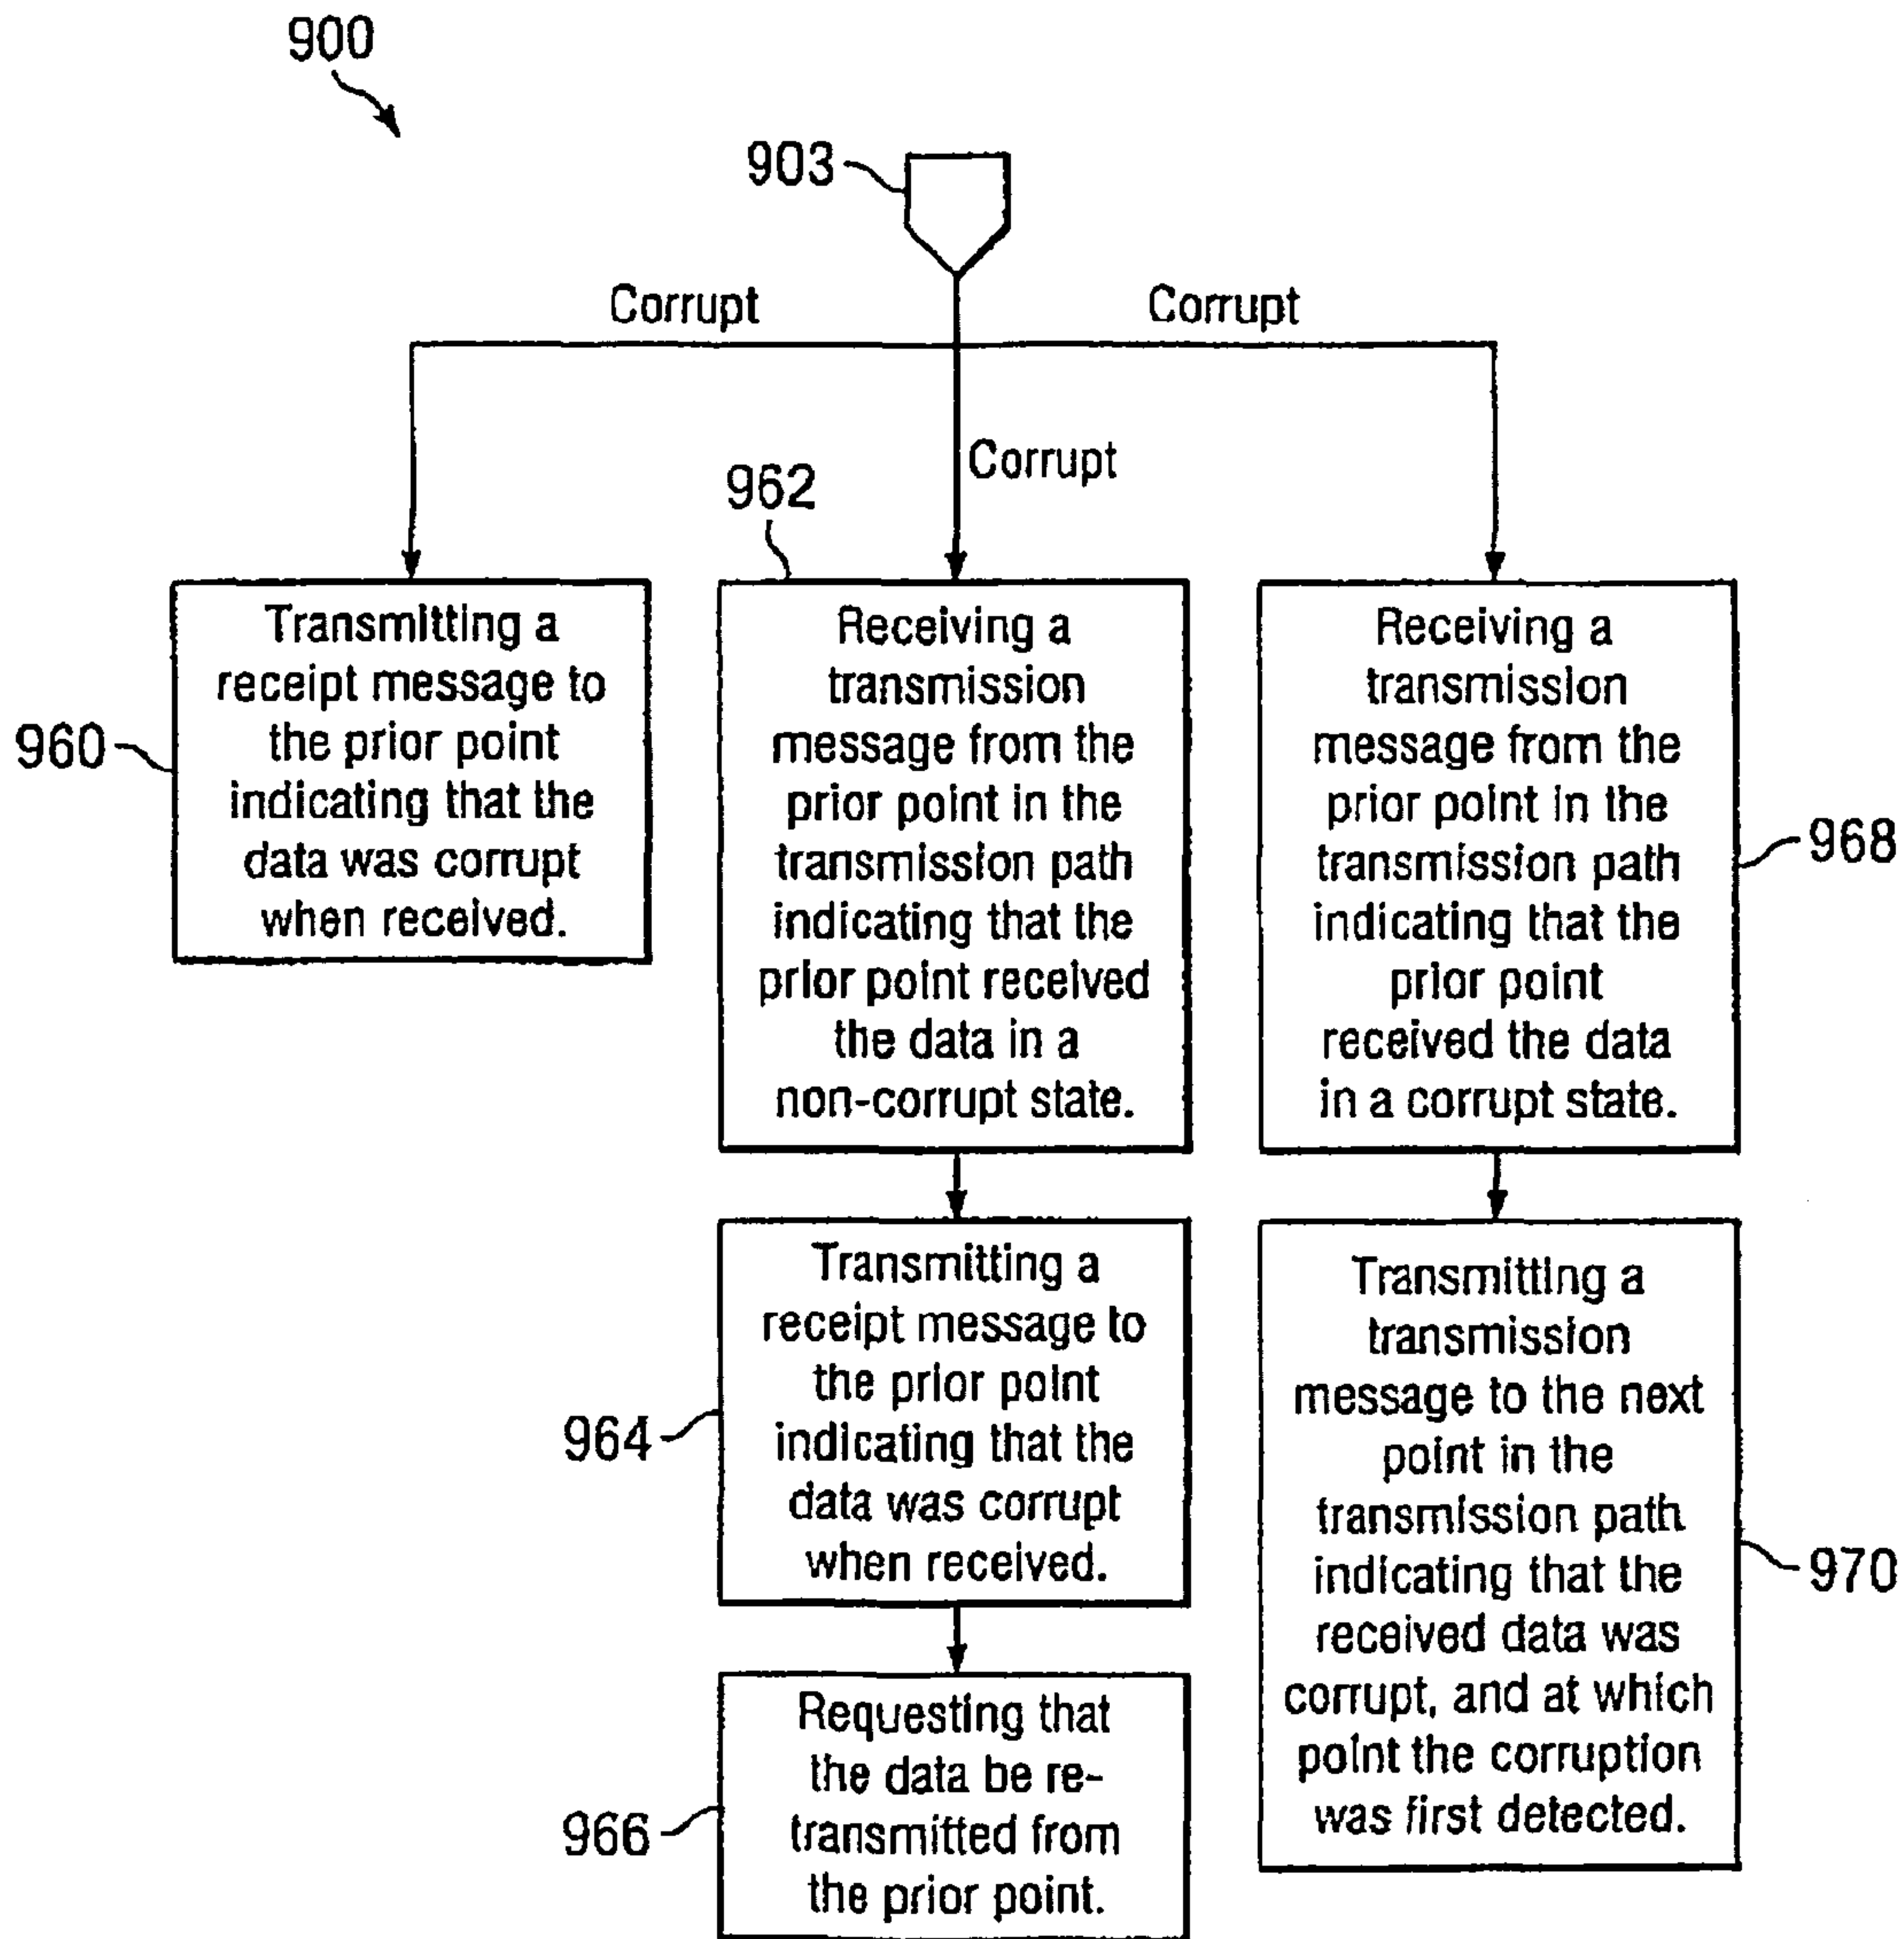 900
903
Corrupt
Corrupt
Corrupt
962
Transmitting a
receipt message to
the prior point
indicating that the
data was corrupt
when received.
960
Receiving a
transmission
message from the
prior point in the
transmission path
indicating that the
prior point received
the data in a
non-corrupt state.
Receiving a
transmission
message from the
prior point in the
transmission path
indicating that the
prior point
received the data
in a corrupt state.
968
Transmitting a
receipt message to
the prior point
indicating that the
data was corrupt
when received.
964
Transmitting a
transmission
message to the next
point in the
transmission path
indicating that the
received data was
corrupt, and at which
point the corruption
was first detected.
970
Requesting that
the data be re-
transmitted from
the prior point.
966